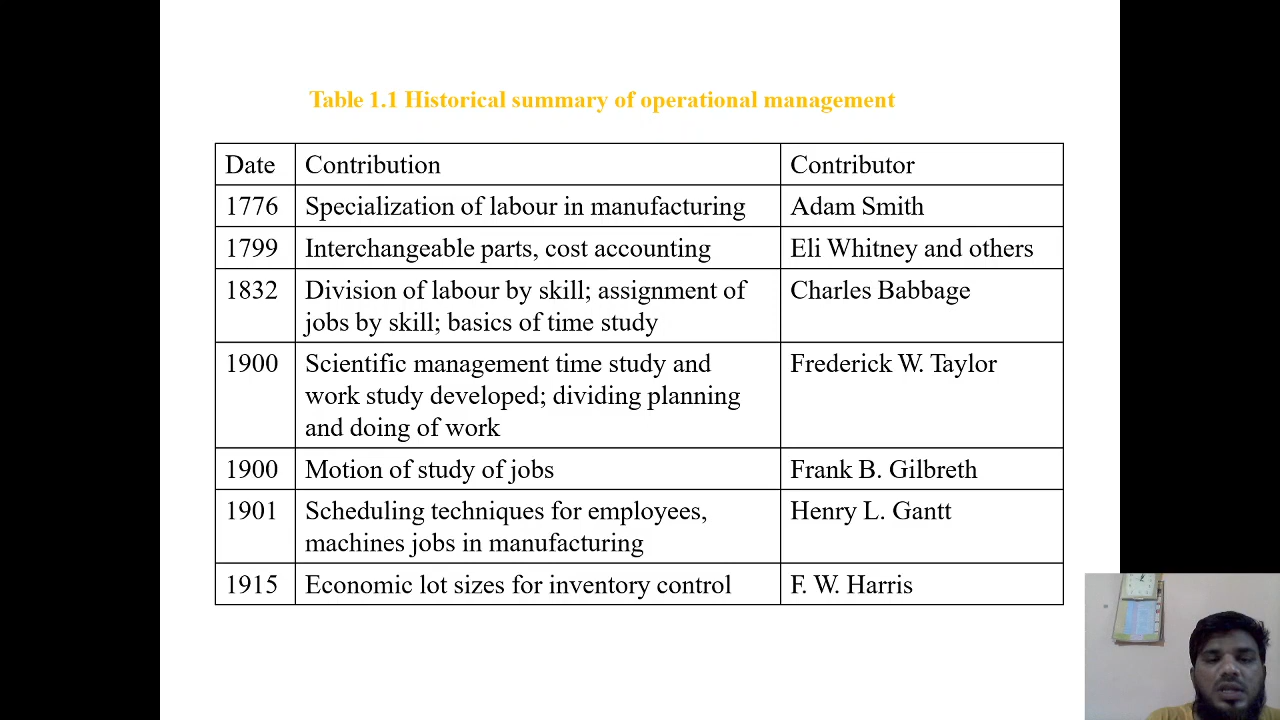 Table 1.1 Historical summary of operational management
Date Contribution Contributor
1776 Specialization of labour in manufacturing Adam Smith
1799 Interchangeable parts, cost accounting Eli Whitney and others
1832 Division of labour by skill; assignment of Charles Babbage
jobs by skill; basics of time study
1900 Scientific management time study and Frederick W. Taylor
work study developed; dividing planning
and doing of work
1900 Motion of study of jobs Frank B. Gilbreth
1901 Scheduling techniques for employees, Henry L. Gantt
machines jobs in manufacturing
1915 Economic lot sizes for inventory control F. W. Harris